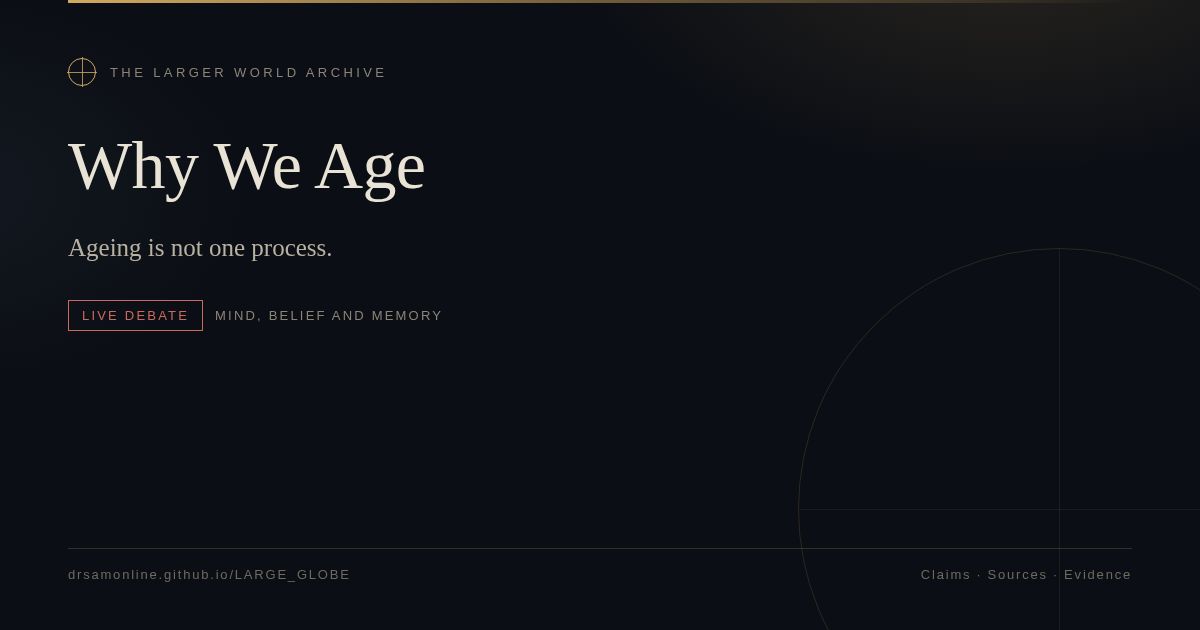 THE LARGER WORLD ARCHIVE
Why We Age
Ageing is not one process.
LIVE DEBATE MIND, BELIEF AND MEMORY
drsamonline.github.io/LARGE_GLOBE
Claims · Sources · Evidence